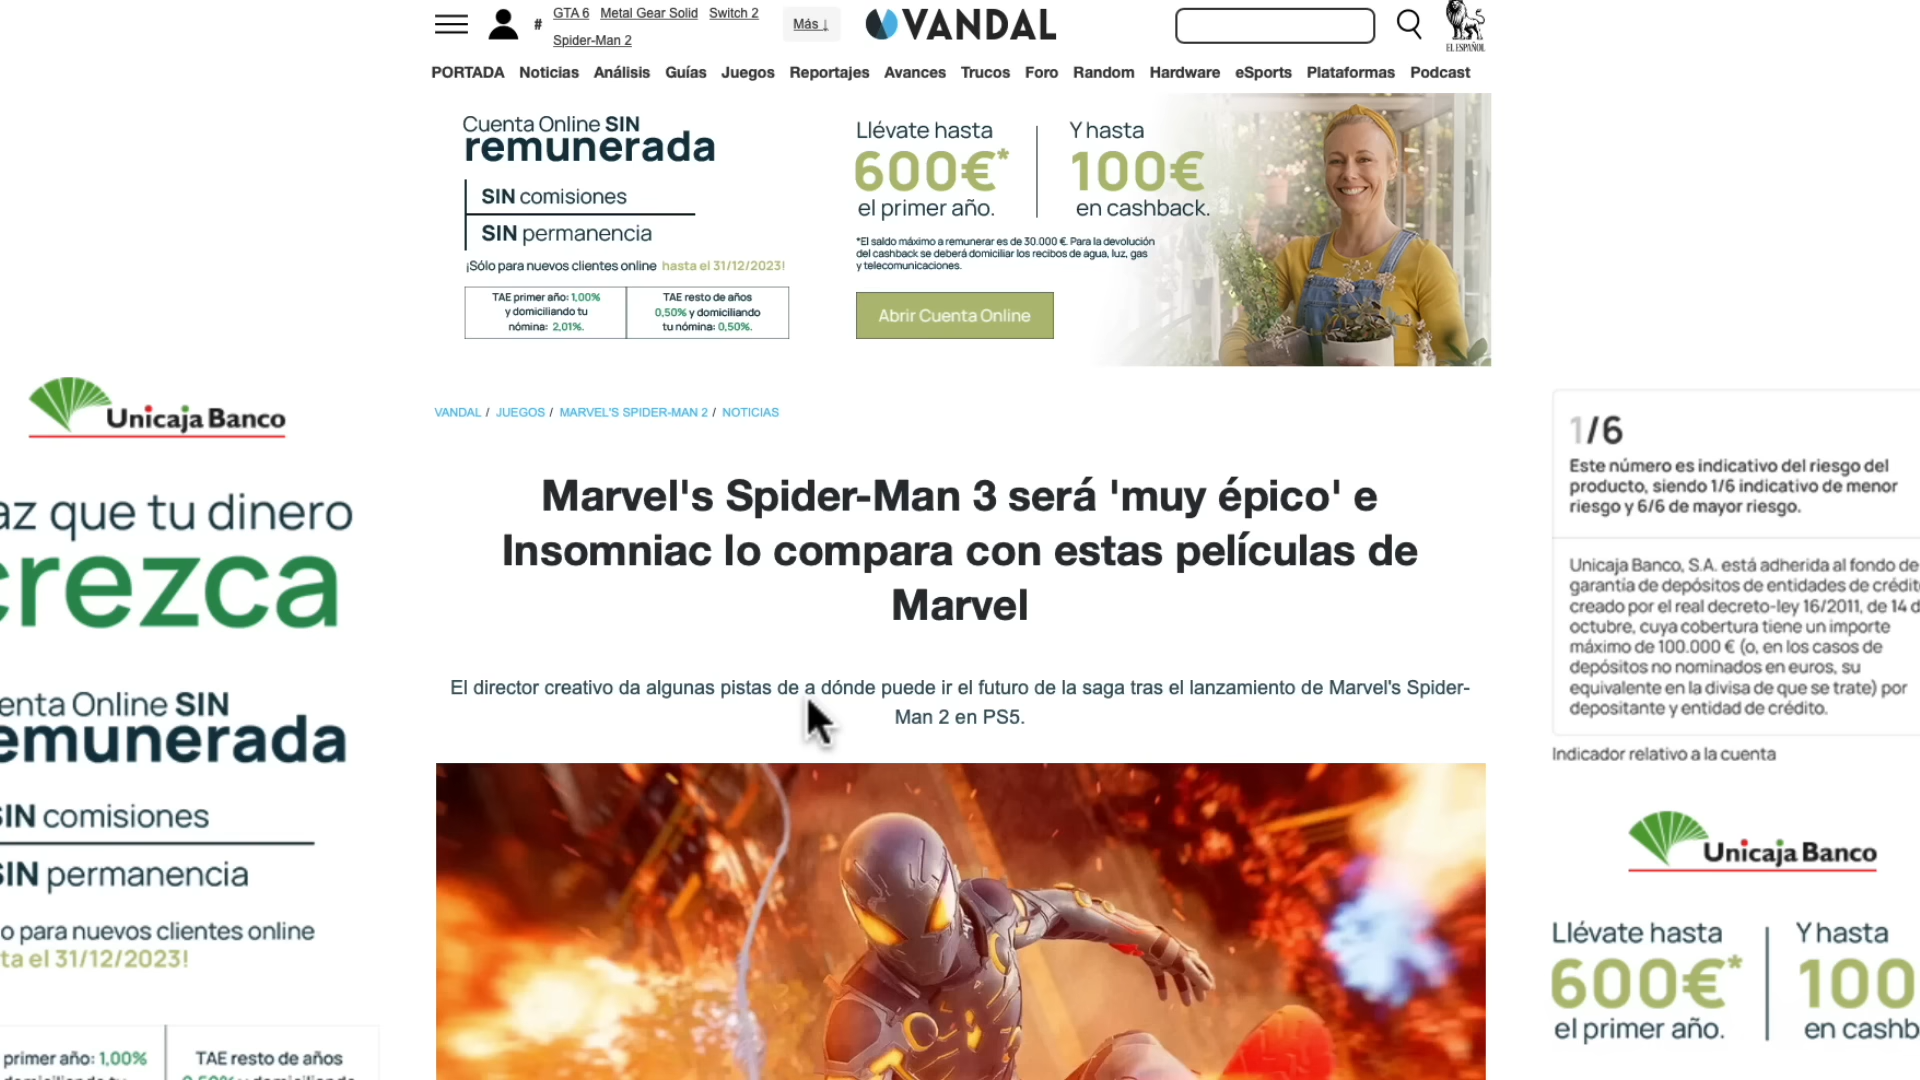 #
GTA 6 Metal Gear Solid Switch 2
Spider-Man 2
Más ↓
VANDAL
EL ESPAÑOL
PORTADA Noticias Análisis Guías Juegos Reportajes Avances Trucos Foro Random Hardware eSports Plataformas Podcast
Cuenta Online SIN
remunerada
SIN comisiones
SIN permanencia
¡Sólo para nuevos clientes online hasta el 31/12/2023!
TAE primer año: 1,00%
y domiciliando tu
nómina: 2,01%.
TAE resto de años
0,50% y domiciliando
tu nómina: 0,50%.
Llévate hasta
600€*
el primer año.
Y hasta
100€
en cashback.
*El saldo máximo a remunerar es de 30.000 €. Para la devolución
del cashback se deberá domiciliar los recibos de agua, luz, gas
y telecomunicaciones.
Abrir Cuenta Online
Unicaja Banco
az que tu dinero
crezca
enta Online SIN
emunerada
SIN comisiones
SIN permanencia
o para nuevos clientes online
ta el 31/12/2023!
primer año: 1,00%
TAE resto de años
VANDAL / JUEGOS / MARVEL'S SPIDER-MAN 2 / NOTICIAS
Marvel's Spider-Man 3 será 'muy épico' e
Insomniac lo compara con estas películas de
Marvel
El director creativo da algunas pistas de a dónde puede ir el futuro de la saga tras el lanzamiento de Marvel's Spider-
Man 2 en PS5.
1/6
Este número es indicativo del riesgo del
producto, siendo 1/6 indicativo de menor
riesgo y 6/6 de mayor riesgo.
Unicaja Banco, S.A. está adherida al fondo de
garantía de depósitos de entidades de crédito
creado por el real decreto-ley 16/2011, de 14 d
octubre, cuya cobertura tiene un importe
máximo de 100.000 € (o, en los casos de
depósitos no nominados en euros, su
equivalente en la divisa de que se trate) por
depositante y entidad de crédito.
Indicador relativo a la cuenta
Unicaja Banco
Llévate hasta
600€*
el primer año.
Y hasta
100
en cashb